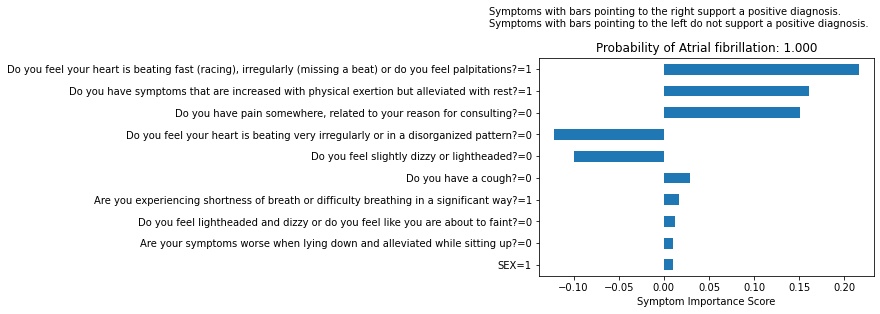 Symptoms with bars pointing to the right support a positive diagnosis.
Symptoms with bars pointing to the left do not support a positive diagnosis.
Probability of Atrial fibrillation: 1.000
Do you feel your heart is beating fast (racing), irregularly (missing a beat) or do you feel palpitations?=1
Do you have symptoms that are increased with physical exertion but alleviated with rest?=1
Do you have pain somewhere, related to your reason for consulting?=0
Do you feel your heart is beating very irregularly or in a disorganized pattern?=0
Do you feel slightly dizzy or lightheaded?=0
Do you have a cough?=0
Are you experiencing shortness of breath or difficulty breathing in a significant way?=1
Do you feel lightheaded and dizzy or do you feel like you are about to faint?=0
Are your symptoms worse when lying down and alleviated while sitting up?=0
SEX=1
−0.10 −0.05 0.00 0.05 0.10 0.15 0.20
Symptom Importance Score